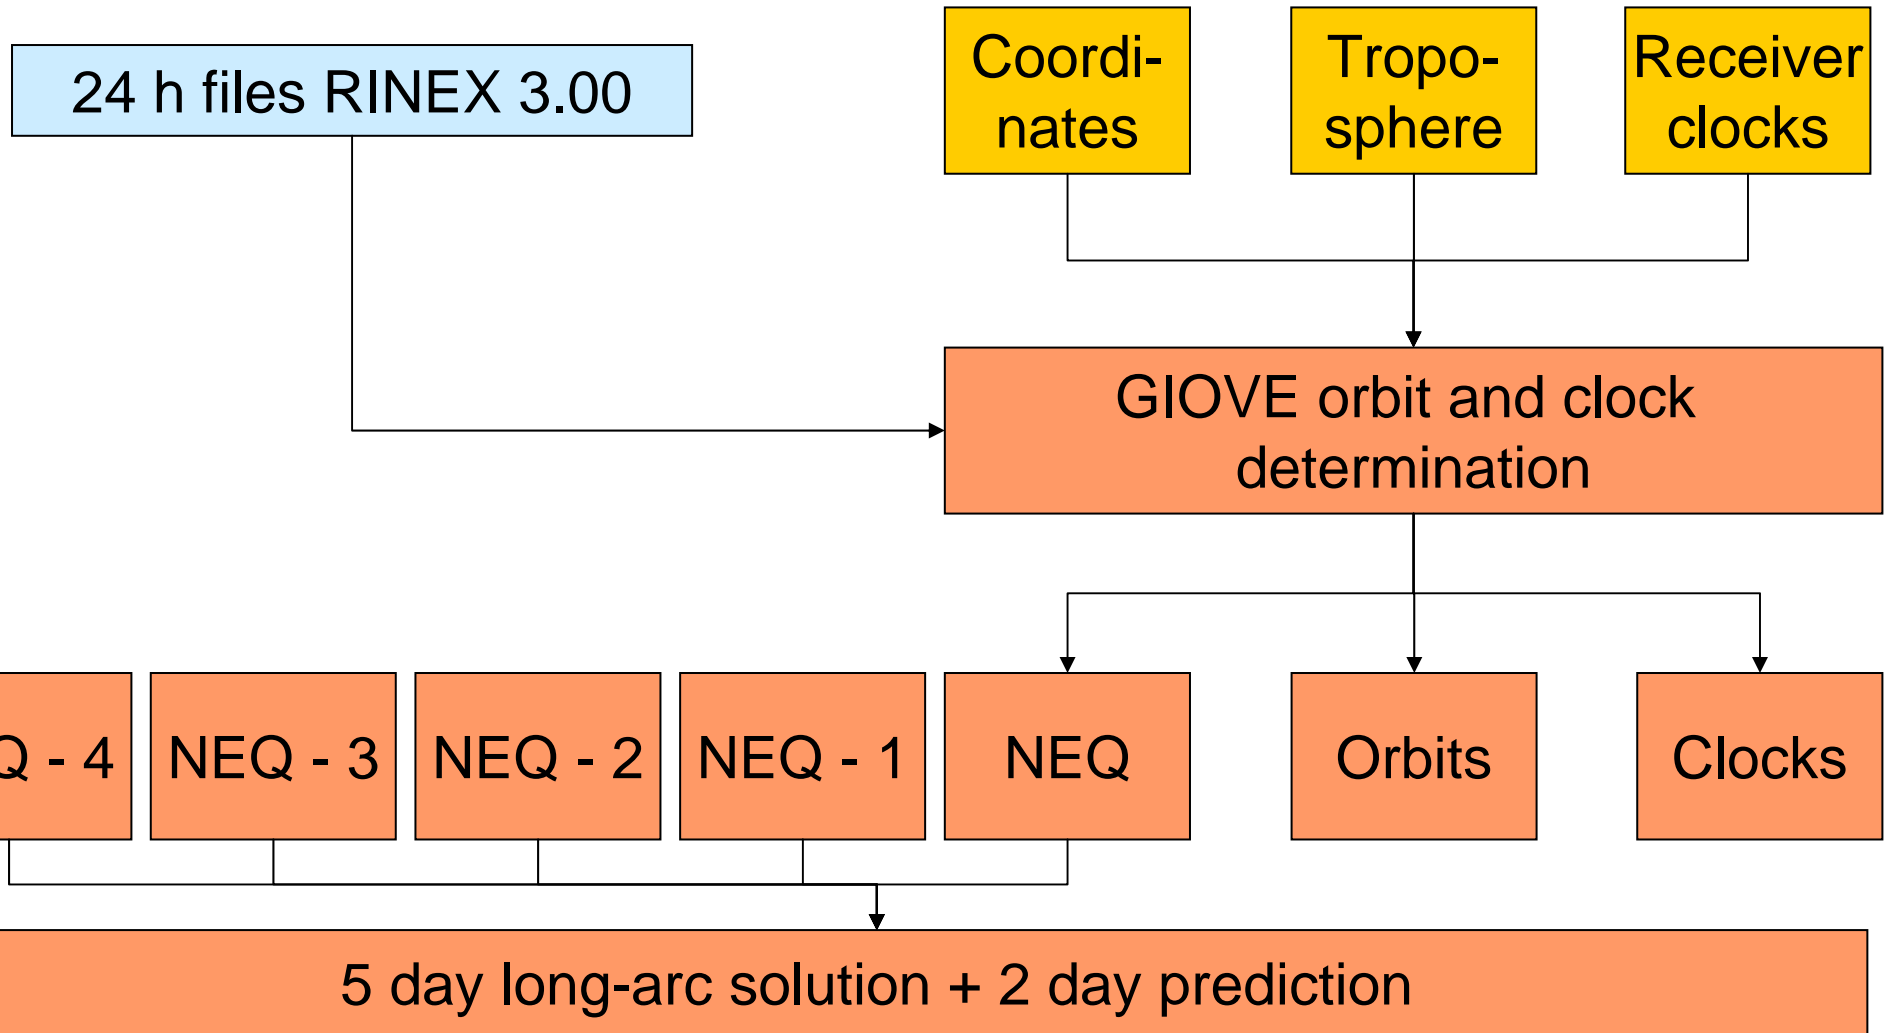 24 h files RINEX 3.00
Coordi-
nates
Tropo-
sphere
Receiver
clocks
GIOVE orbit and clock
determination
Q - 4
NEQ - 3
NEQ - 2
NEQ - 1
NEQ
Orbits
Clocks
5 day long-arc solution + 2 day prediction